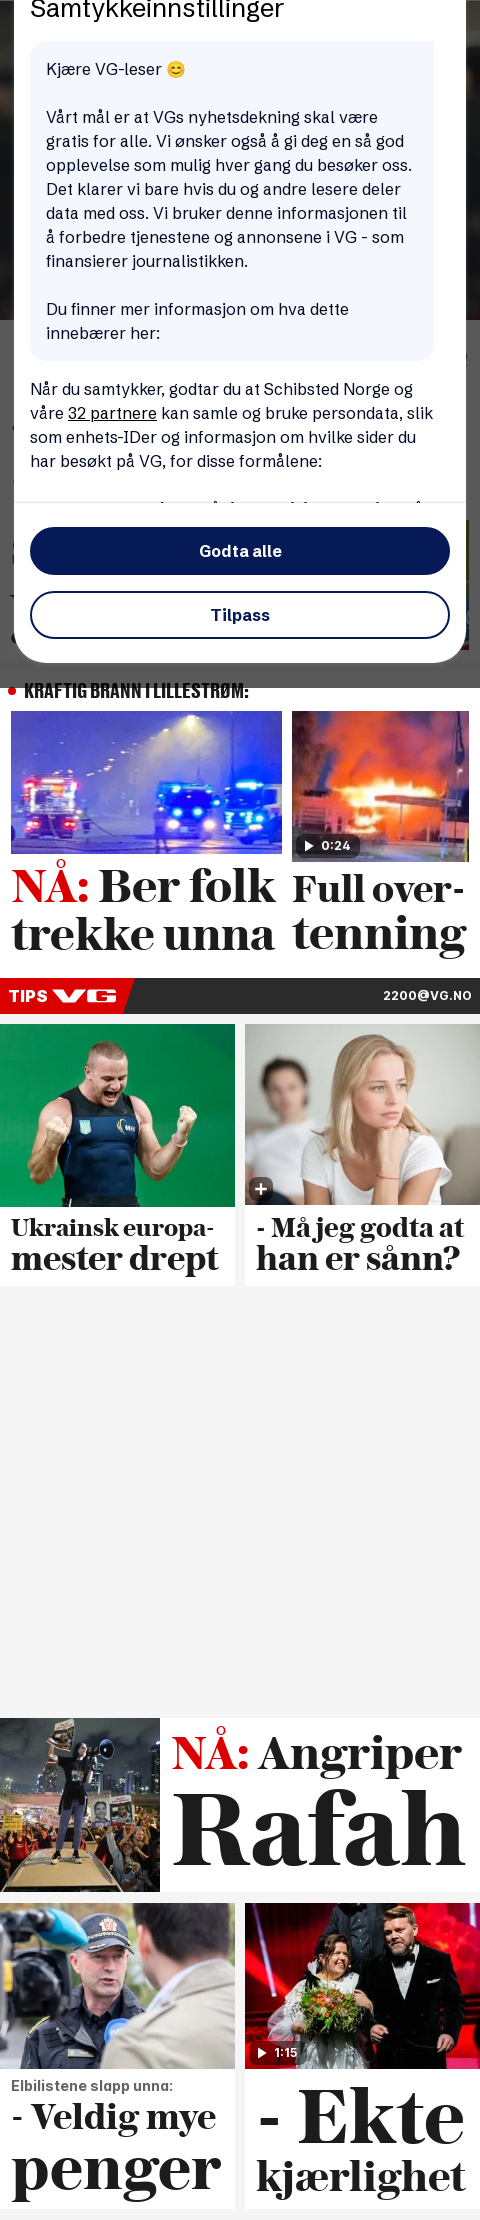 Samtykkeinnstillinger
Kjære VG-leser 😊
Vårt mål er at VGs nyhetsdekning skal være
gratis for alle. Vi ønsker også å gi deg en så god
opplevelse som mulig hver gang du besøker oss.
Det klarer vi bare hvis du og andre lesere deler
data med oss. Vi bruker denne informasjonen til
å forbedre tjenestene og annonsene i VG - som
finansierer journalistikken.
Du finner mer informasjon om hva dette
innebærer her:
Når du samtykker, godtar du at Schibsted Norge og
våre 32 partnere kan samle og bruke persondata, slik
som enhets-IDer og informasjon om hvilke sider du
har besøkt på VG, for disse formålene:
Godta alle
Tilpass
KRAFTIG BRANN I LILLESTRØM:
0:24
NÅ: Ber folk
trekke unna
Full over-
tenning
TIPS VG
2200@VG.NO
Ukrainsk europa-
mester drept
- Må jeg godta at
han er sånn?
NÅ: Angriper
Rafah
1:15
Elbilistene slapp unna:
- Veldig mye
penger
- Ekte
kjærlighet